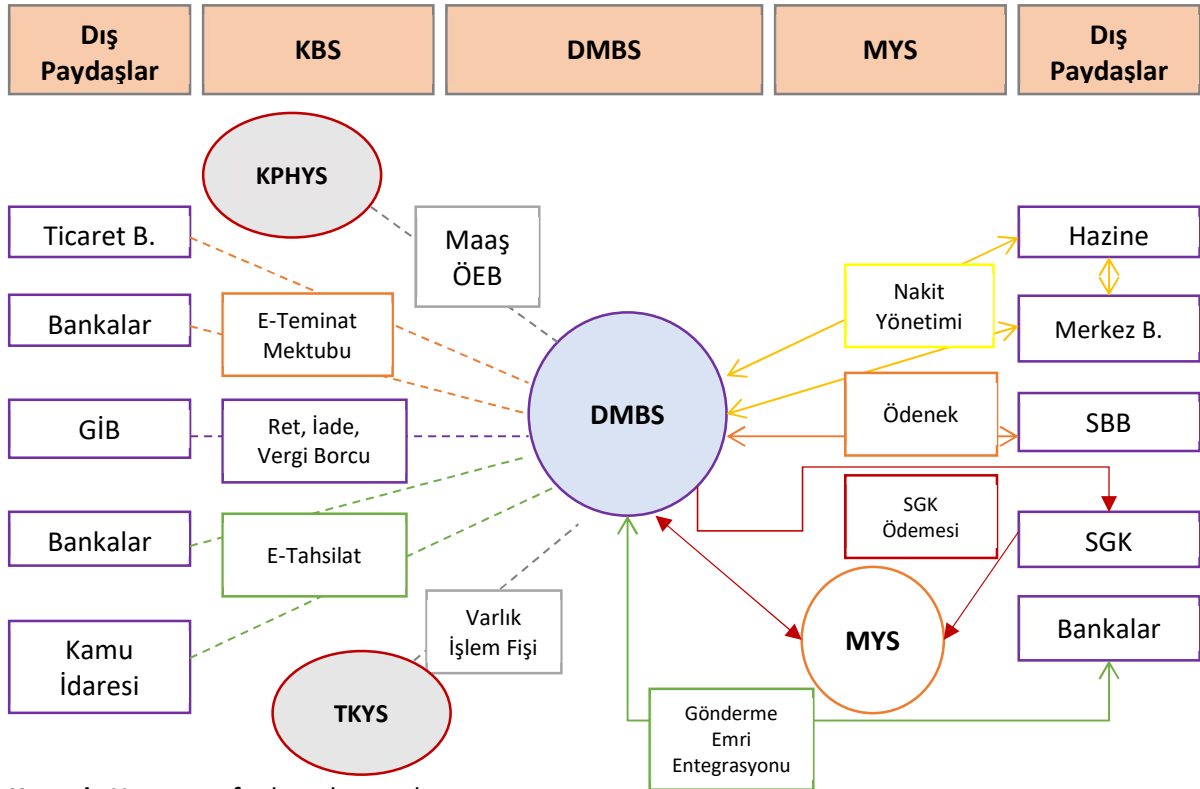 Dış
Paydaşlar
KBS
DMBS
MYS
Dış
Paydaşlar
KPHYS
Ticaret B.
Maaş
ÖEB
Hazine
Nakit
Yönetimi
Bankalar
E-Teminat
Mektubu
Merkez B.
DMBS
GİB
Ret, İade,
Vergi Borcu
Ödenek
SBB
Bankalar
E-Tahsilat
SGK
Ödemesi
SGK
Kamu
İdaresi
Varlık
İşlem Fişi
MYS
Bankalar
TKYS
Gönderme
Emri
Entegrasyonu